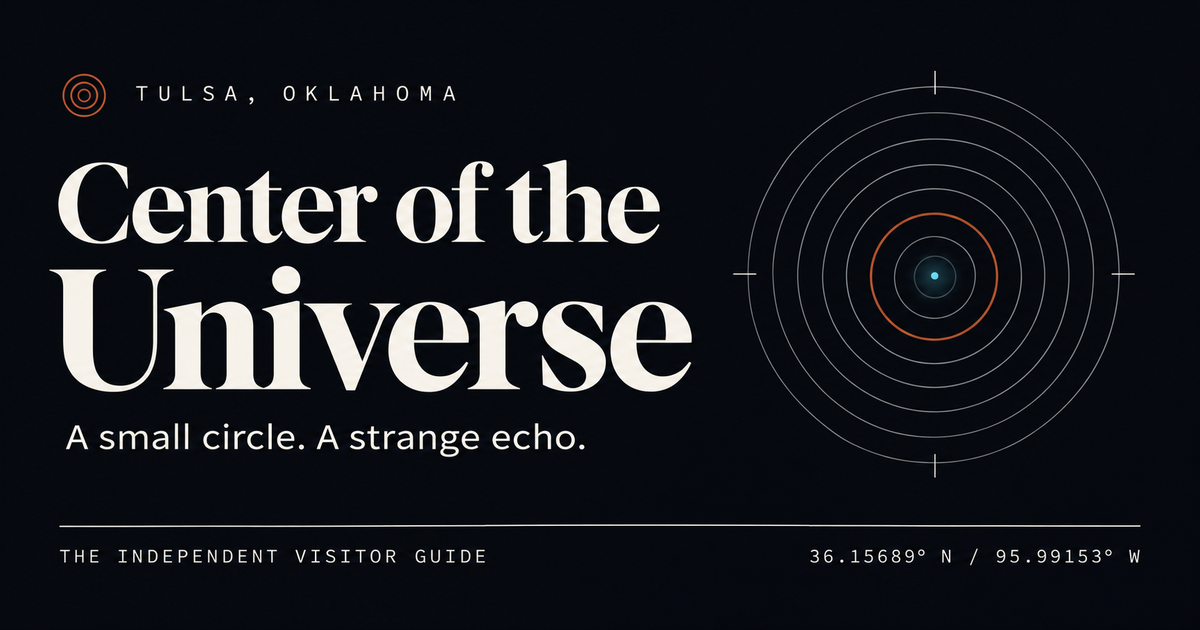 TULSA, OKLAHOMA
Center of the
Universe
A small circle. A strange echo.
THE INDEPENDENT VISITOR GUIDE
36.15689° N / 95.99153° W